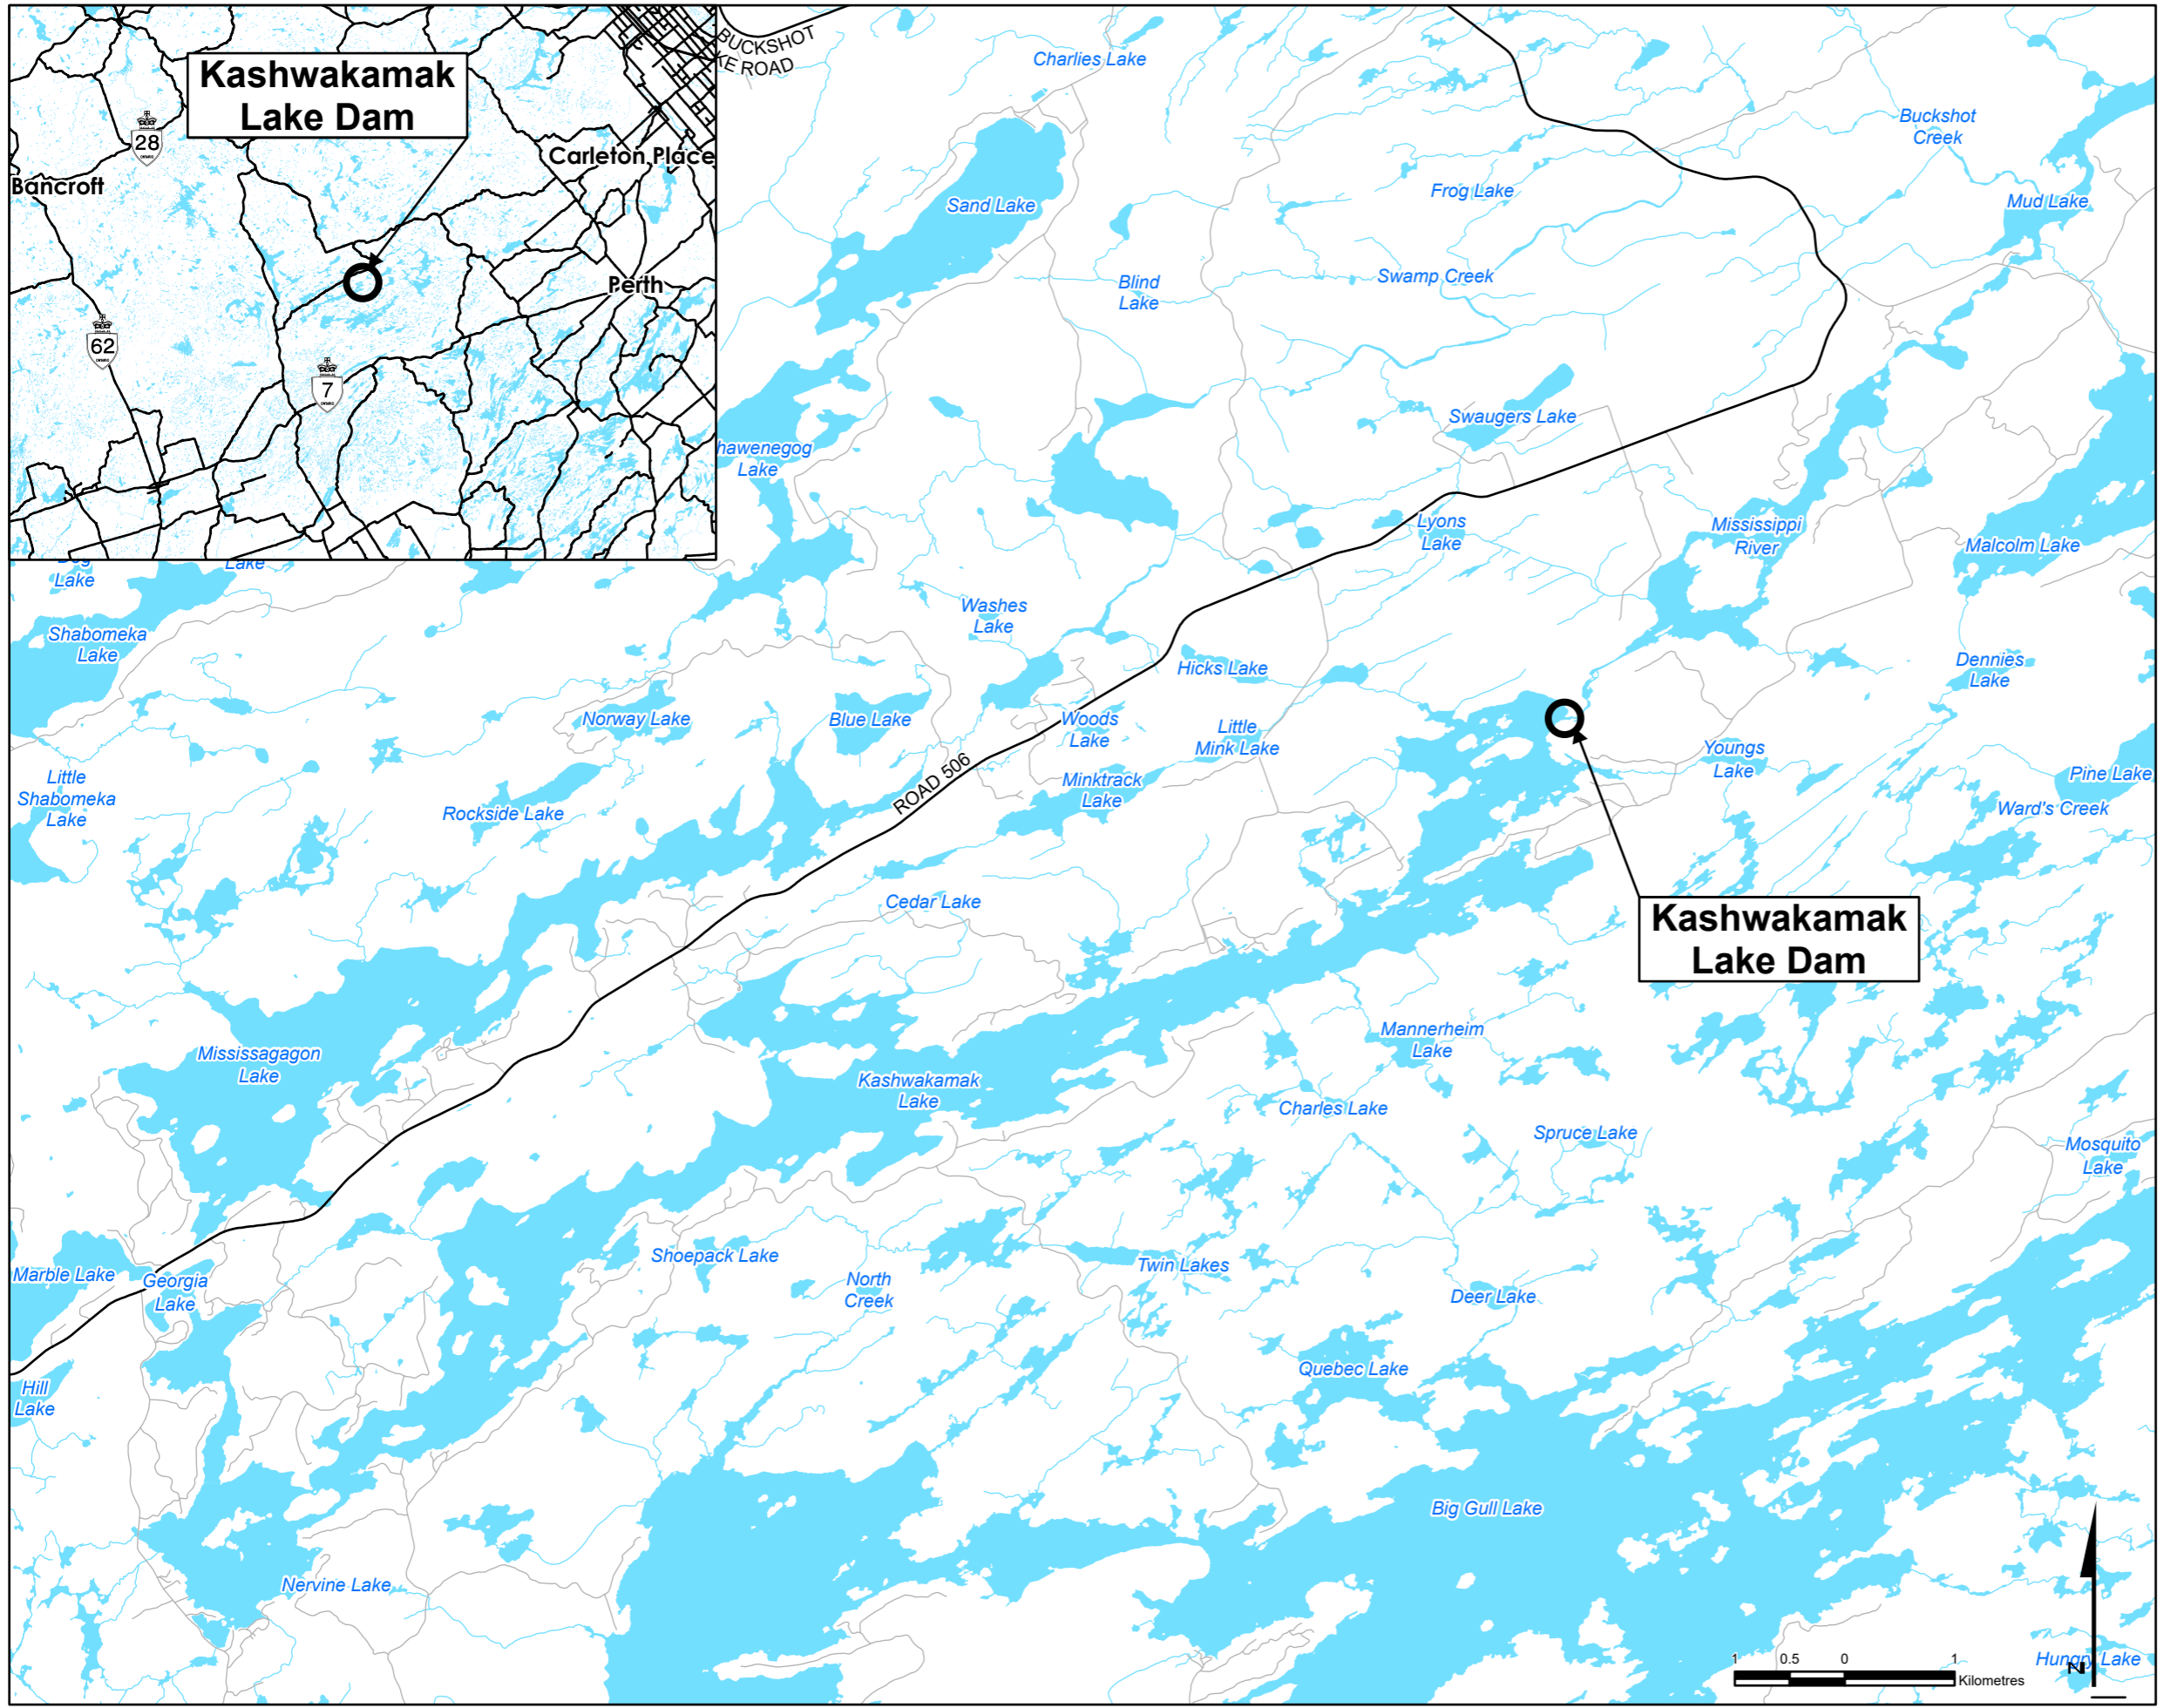 BUCKSHOT
KE ROAD
Kashwakamak
Lake Dam
28
Bancroft
Carleton Place
Perth
62
7
Charlies Lake
Buckshot
Creek
Sand Lake
Frog Lake
Mud Lake
Blind
Lake
Swamp Creek
Swaugers Lake
hawenegog
Lake
Lyons
Lake
Mississippi
River
Malcolm Lake
Lake
Lake
Shabomeka
Lake
Washes
Lake
Hicks Lake
Dennies
Lake
Norway Lake
Blue Lake
Woods
Lake
Little
Mink Lake
Youngs
Lake
Pine Lake
Little
Shabomeka
Lake
ROAD 506
Minktrack
Lake
Ward's Creek
Rockside Lake
Cedar Lake
Kashwakamak
Lake Dam
Mississagagon
Lake
Mannerheim
Lake
Kashwakamak
Lake
Charles Lake
Spruce Lake
Mosquito
Lake
Marble Lake
Georgia
Lake
Shoepack Lake
North
Creek
Twin Lakes
Deer Lake
Hill
Lake
Quebec Lake
Big Gull Lake
Nervine Lake
Hungry Lake
1 0.5 0 1
Kilometres
N